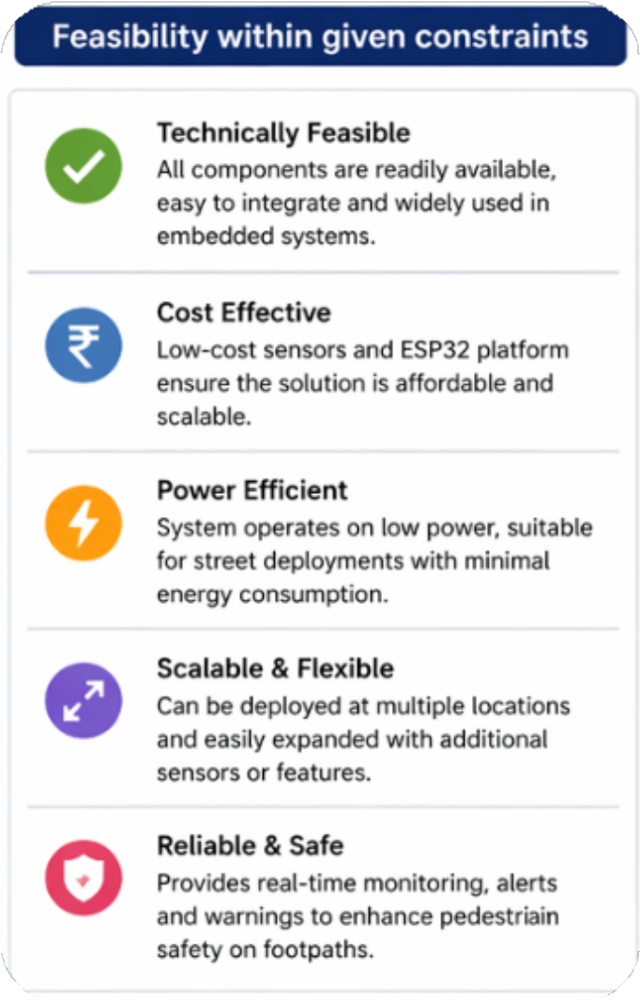 Feasibility within given constraints
Technically Feasible
All components are readily available,
easy to integrate and widely used in
embedded systems.
₹
Cost Effective
Low-cost sensors and ESP32 platform
ensure the solution is affordable and
scalable.
Power Efficient
System operates on low power, suitable
for street deployments with minimal
energy consumption.
Scalable & Flexible
Can be deployed at multiple locations
and easily expanded with additional
sensors or features.
Reliable & Safe
Provides real-time monitoring, alerts
and warnings to enhance pedestriain
safety on footpaths.